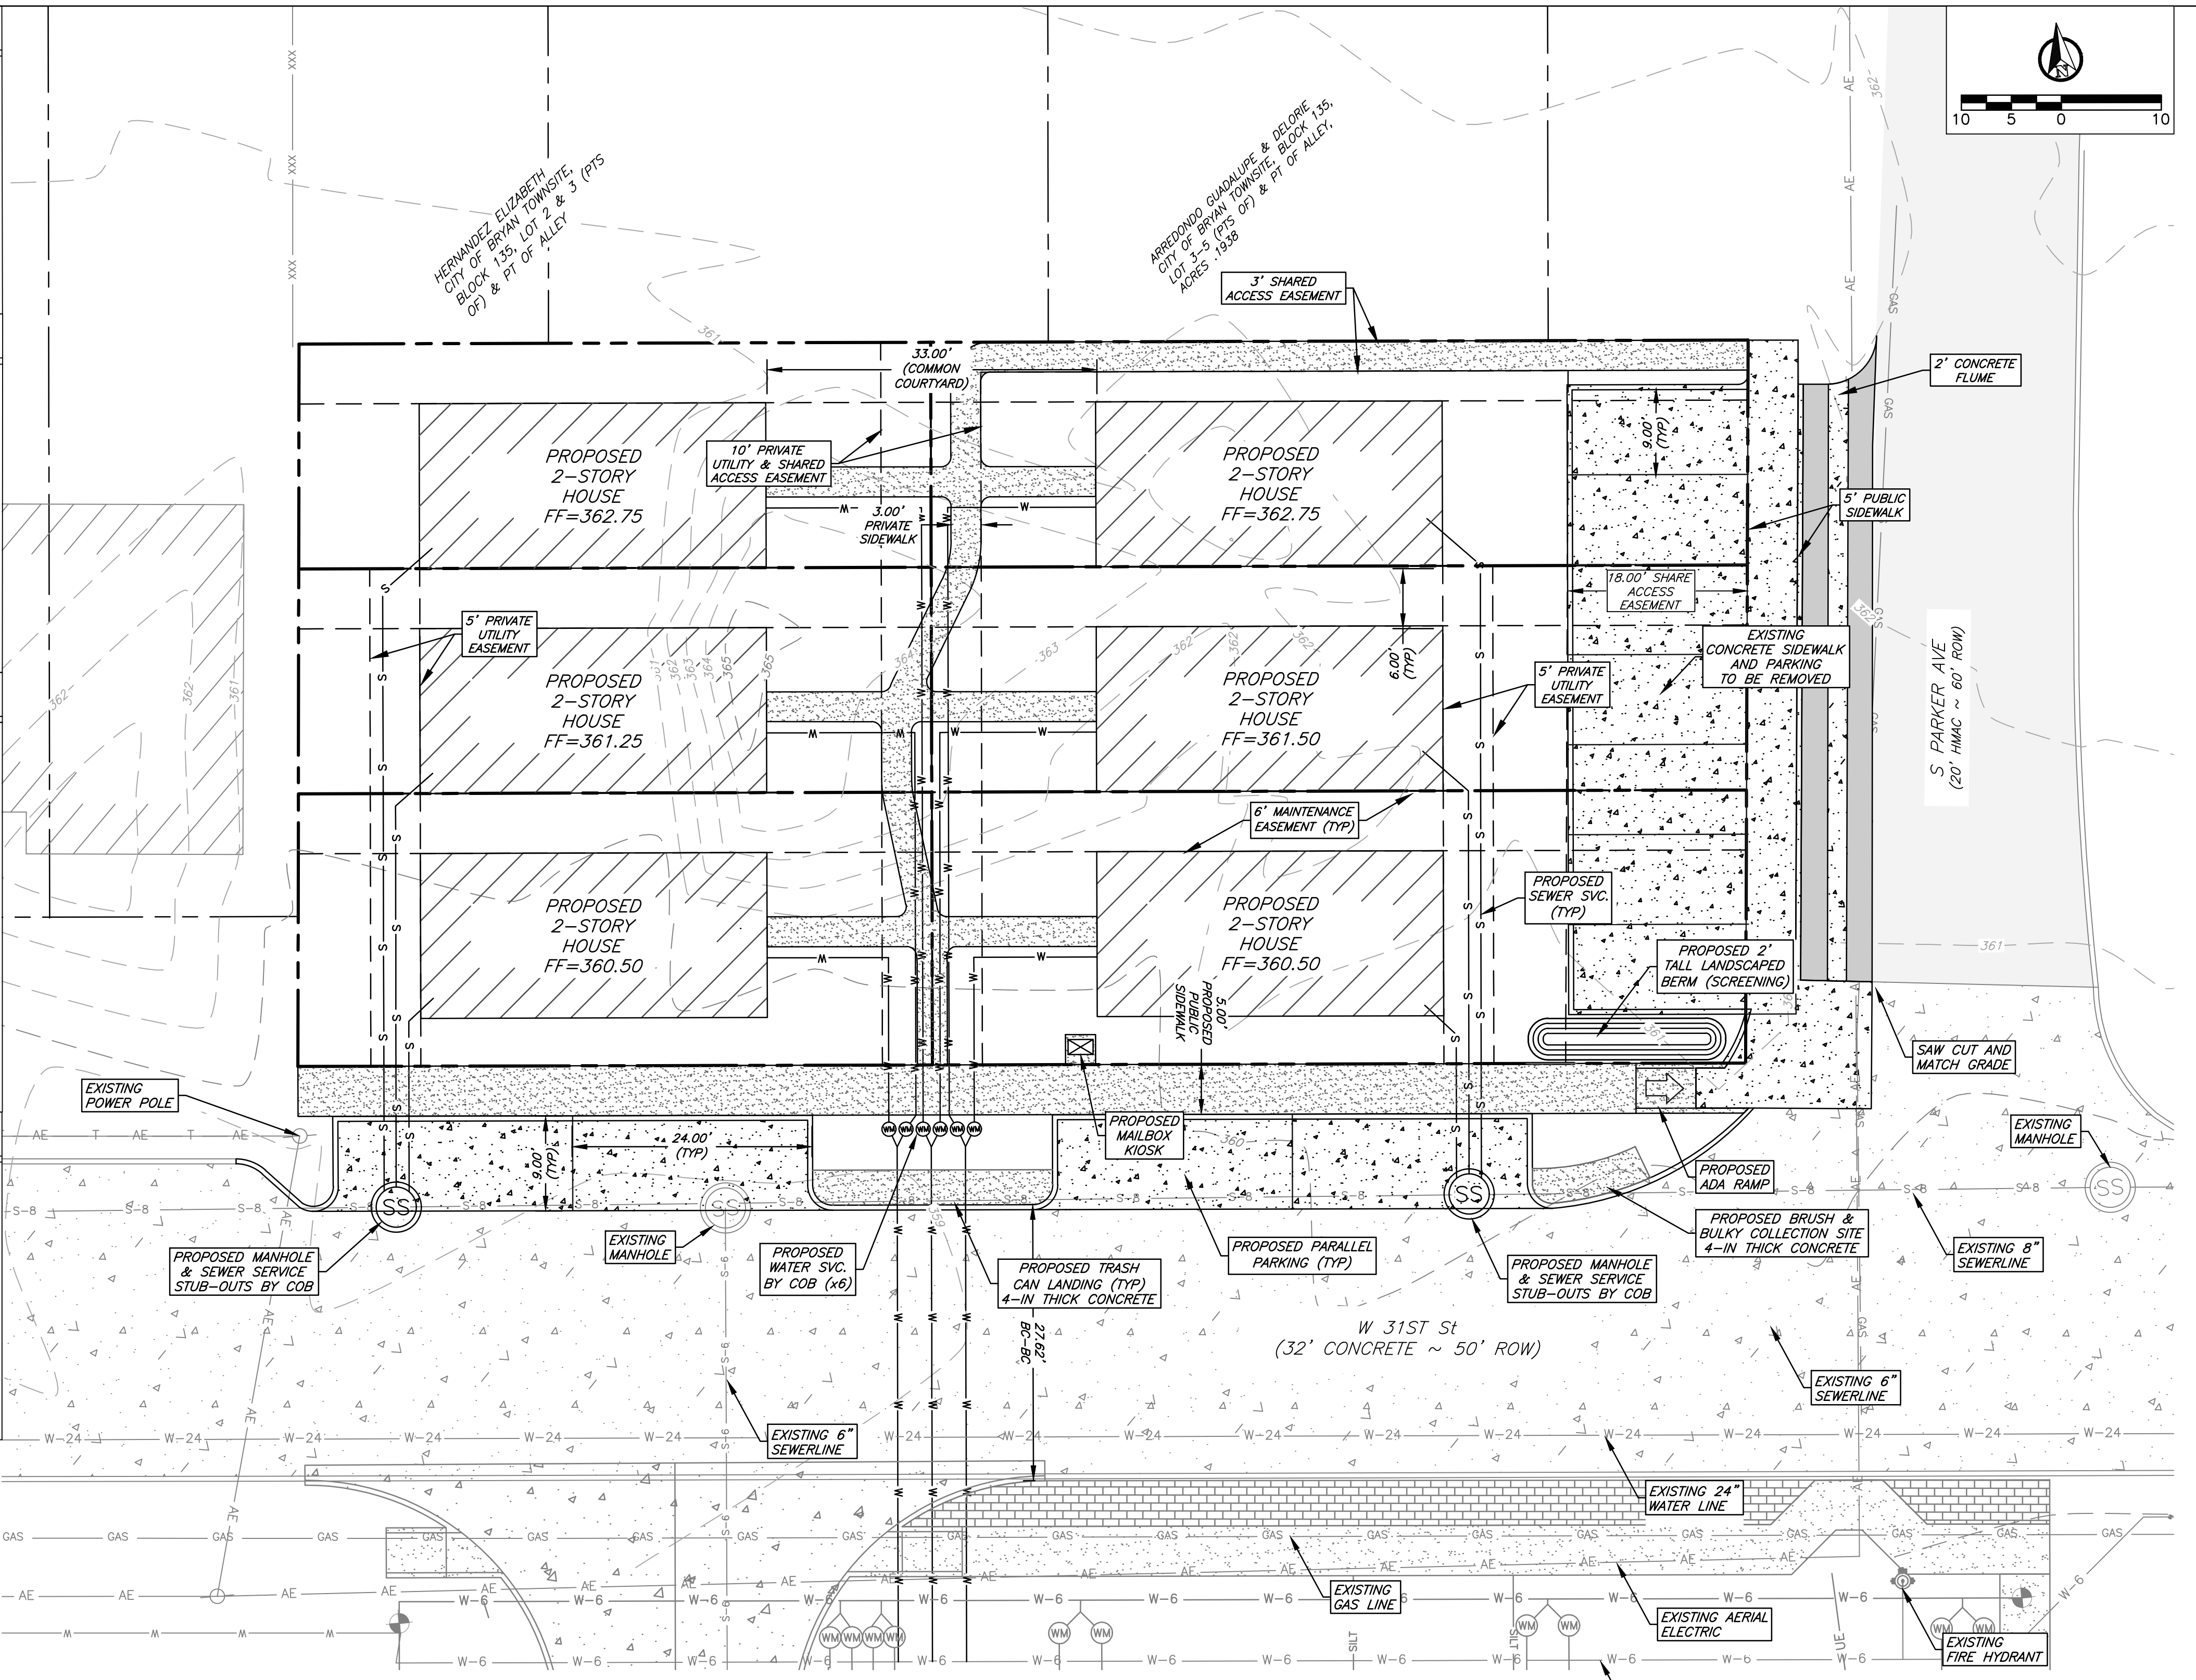 10 5 0 10
N
HERNANDEZ ELIZABETH
CITY OF BRYAN TOWNSITE,
BLOCK 135, LOT 2 & 3 (PTS
OF) & PT OF ALLEY
ARREDONDO GUADALUPE & DELORIE
CITY OF BRYAN TOWNSITE, BLOCK 135,
LOT 3-5 (PTS OF) & PT OF ALLEY,
ACRES .1938
3' SHARED
ACCESS EASEMENT
33.00'
(COMMON
COURTYARD)
2' CONCRETE
FLUME
PROPOSED
2-STORY
HOUSE
FF=362.75
10' PRIVATE
UTILITY & SHARED
ACCESS EASEMENT
PROPOSED
2-STORY
HOUSE
FF=362.75
9.00'
(TYP)
5' PUBLIC
SIDEWALK
3.00'
PRIVATE
SIDEWALK
18.00' SHARE
ACCESS
EASEMENT
5' PRIVATE
UTILITY
EASEMENT
PROPOSED
2-STORY
HOUSE
FF=361.25
PROPOSED
2-STORY
HOUSE
FF=361.50
6.00'
(TYP)
5' PRIVATE
UTILITY
EASEMENT
EXISTING
CONCRETE SIDEWALK
AND PARKING
TO BE REMOVED
S PARKER AVE
(20' HMAC ~ 60' ROW)
6' MAINTENANCE
EASEMENT (TYP)
PROPOSED
2-STORY
HOUSE
FF=360.50
PROPOSED
2-STORY
HOUSE
FF=360.50
PROPOSED
SEWER SVC.
(TYP)
PROPOSED 2'
TALL LANDSCAPED
BERM (SCREENING)
5.00'
PROPOSED
PUBLIC
SIDEWALK
SAW CUT AND
MATCH GRADE
EXISTING
POWER POLE
9.00'
(TYP)
24.00'
(TYP)
PROPOSED
MAILBOX
KIOSK
EXISTING
MANHOLE
PROPOSED
ADA RAMP
PROPOSED MANHOLE
& SEWER SERVICE
STUB-OUTS BY COB
EXISTING
MANHOLE
PROPOSED
WATER SVC.
BY COB (x6)
PROPOSED TRASH
CAN LANDING (TYP)
4-IN THICK CONCRETE
PROPOSED PARALLEL
PARKING (TYP)
PROPOSED MANHOLE
& SEWER SERVICE
STUB-OUTS BY COB
PROPOSED BRUSH &
BULKY COLLECTION SITE
4-IN THICK CONCRETE
EXISTING 8"
SEWERLINE
27.62'
BC-BC
W 31ST St
(32' CONCRETE ~ 50' ROW)
EXISTING 6"
SEWERLINE
EXISTING 6"
SEWERLINE
EXISTING 24"
WATER LINE
EXISTING
GAS LINE
EXISTING AERIAL
ELECTRIC
EXISTING
FIRE HYDRANT